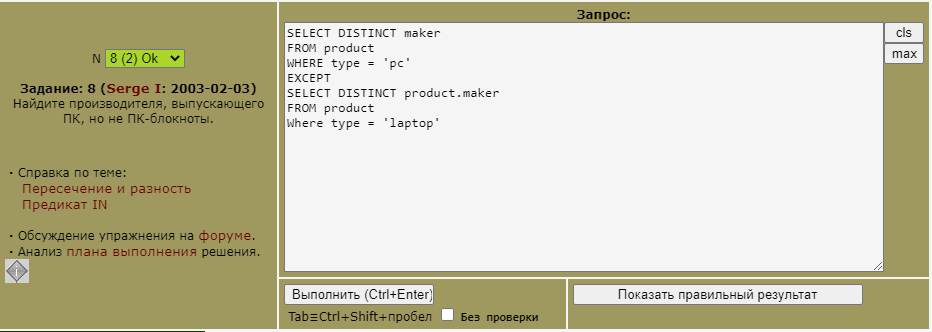 N 8 (2) Ok
Задание: 8 (Serge I: 2003-02-03)
Найдите производителя, выпускающего
ПК, но не ПК-блокноты.
· Справка по теме:
Пересечение и разность
Предикат IN
· Обсуждение упражнения на форуме.
· Анализ плана выполнения решения.
Запрос:
SELECT DISTINCT maker
FROM product
WHERE type = 'pc'
EXCEPT
SELECT DISTINCT product.maker
FROM product
Where type = 'laptop'
cls
max
Выполнить (Ctrl+Enter)
Tab≡Ctrl+Shift+пробел Без проверки
Показать правильный результат